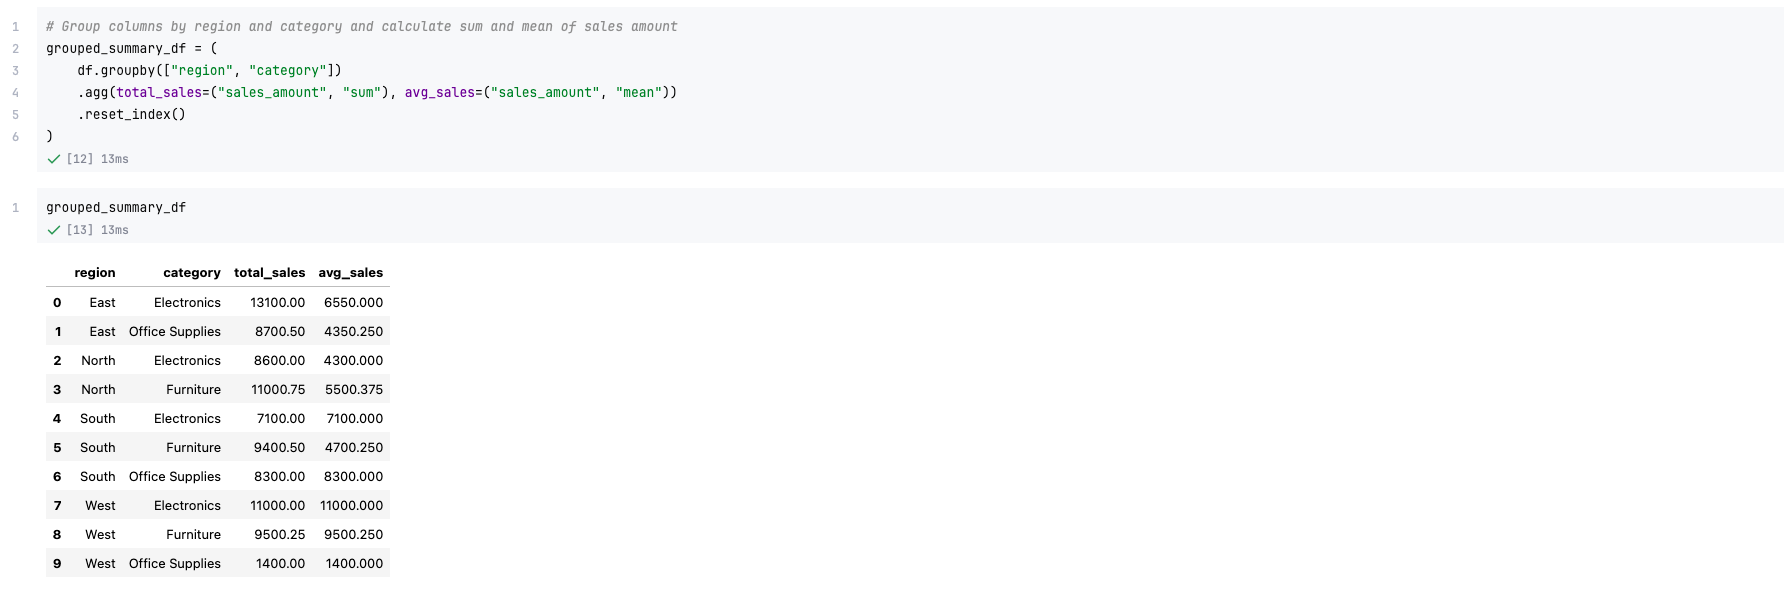 1 # Group columns by region and category and calculate sum and mean of sales amount
2 grouped_summary_df = (
3     df.groupby(["region", "category"])
4     .agg(total_sales=("sales_amount", "sum"), avg_sales=("sales_amount", "mean"))
5     .reset_index()
6 )
✓ [12] 13ms
1 grouped_summary_df
✓ [13] 13ms
region category total_sales avg_sales
0 East Electronics 13100.00 6550.000
1 East Office Supplies 8700.50 4350.250
2 North Electronics 8600.00 4300.000
3 North Furniture 11000.75 5500.375
4 South Electronics 7100.00 7100.000
5 South Furniture 9400.50 4700.250
6 South Office Supplies 8300.00 8300.000
7 West Electronics 11000.00 11000.000
8 West Furniture 9500.25 9500.250
9 West Office Supplies 1400.00 1400.000